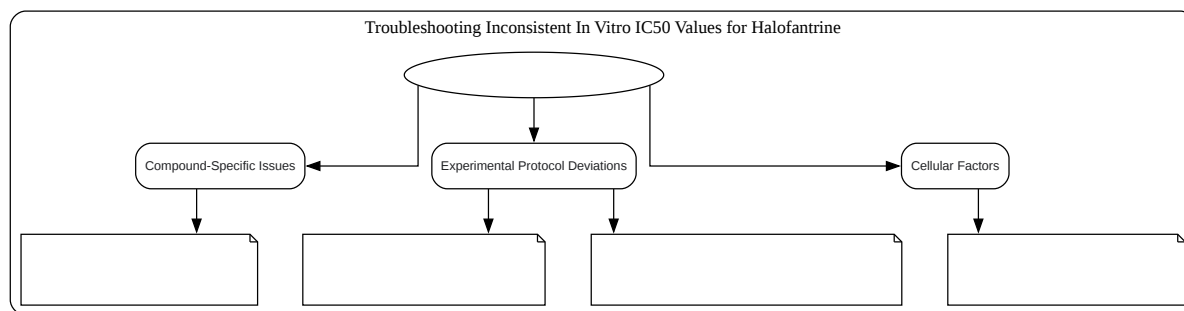 Troubleshooting Inconsistent In Vitro IC50 Values for Halofantrine
Compound-Specific Issues
Experimental Protocol Deviations
Cellular Factors